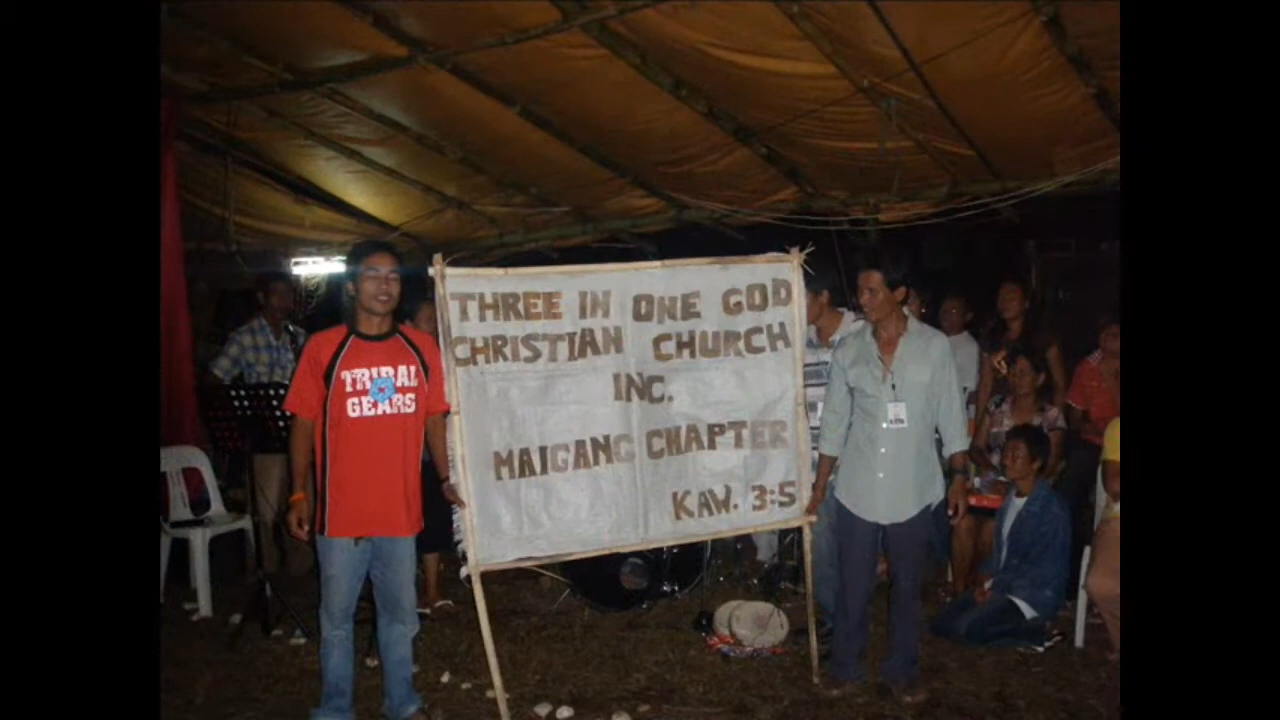 THREE IN ONE GOD
CHRISTIAN CHURCH
INC.
MAIGANG CHAPTER
KAW. 3:5
TRIBAL
GEARS